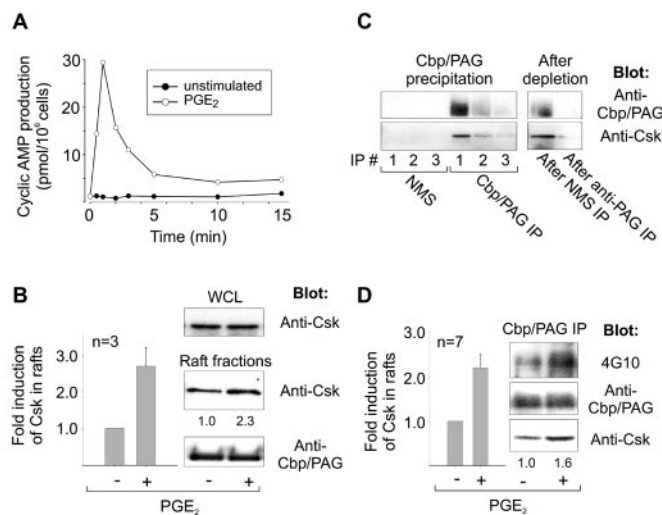 A
Cyclic AMP production
(pmol/10⁶ cells)
30
20
10
0
5
10
15
Time (min)
unstimulated
PGE₂
B
n=3
Fold induction
of Csk in rafts
3.0
2.0
1.0
- +
PGE₂
WCL
Blot:
Anti-Csk
Raft fractions
Anti-Csk
1.0 2.3
Anti-
Cbp/PAG
- +
C
Cbp/PAG
precipitation
After
depletion
Blot:
Anti-
Cbp/PAG
Anti-Csk
IP # 1 2 3 1 2 3
NMS
Cbp/PAG IP
After NMS IP
After anti-PAG IP
D
n=7
Fold induction
of Csk in rafts
3.0
2.0
1.0
- +
PGE₂
Cbp/PAG IP
Blot:
4G10
Anti-
Cbp/PAG
Anti-Csk
1.0 1.6
- +